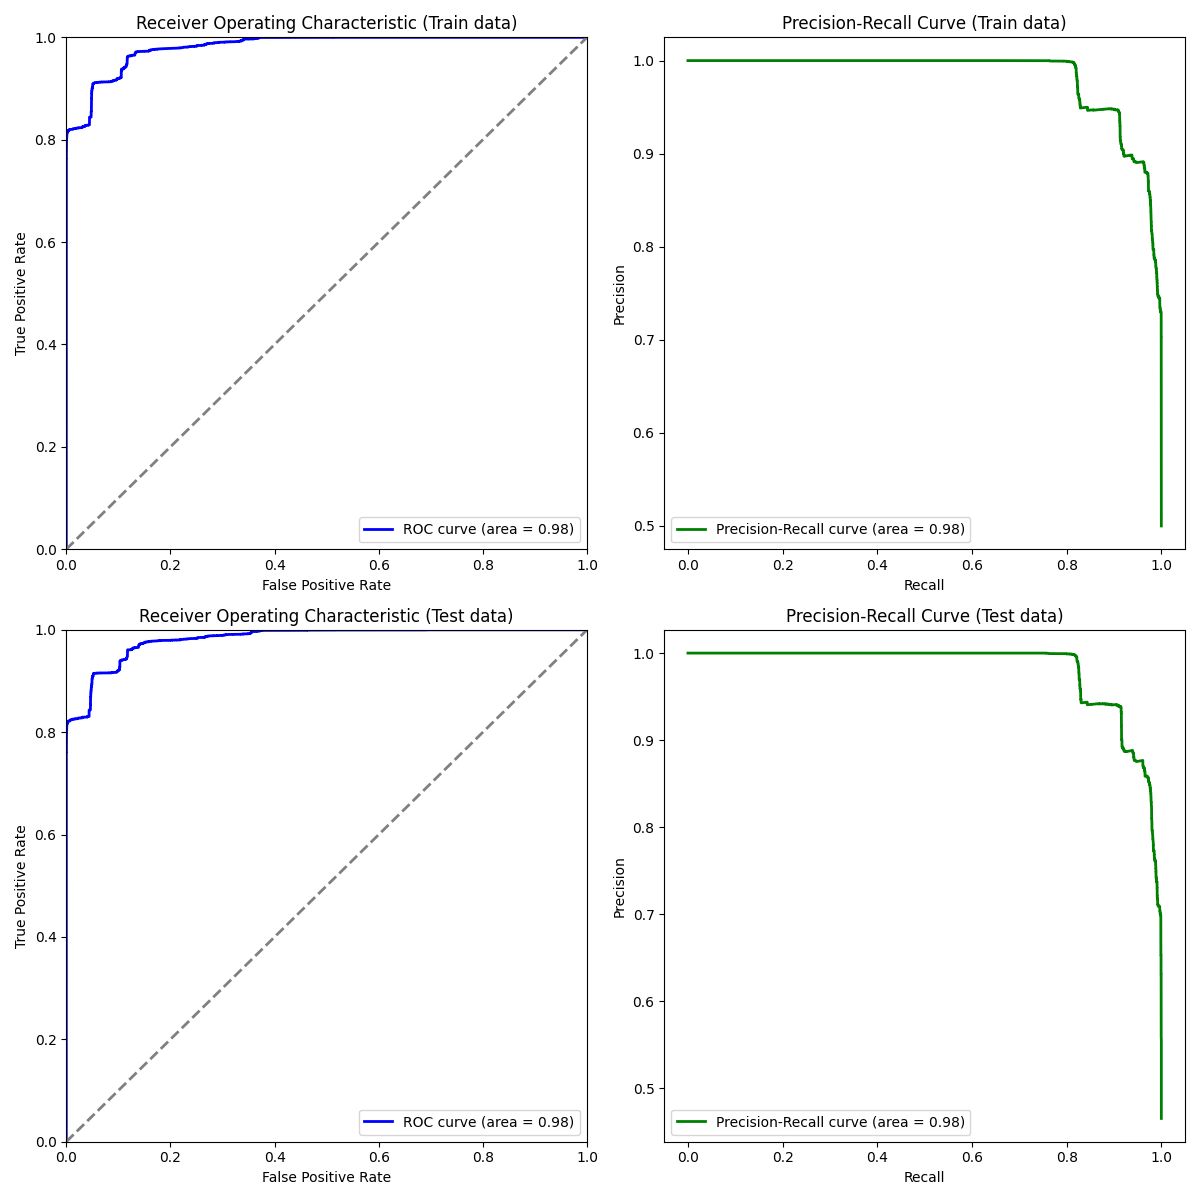 Receiver Operating Characteristic (Train data)
1.0
0.8
0.6
0.4
0.2
0.0
True Positive Rate
0.0 0.2 0.4 0.6 0.8 1.0
False Positive Rate
ROC curve (area = 0.98)
Precision-Recall Curve (Train data)
1.0
0.9
0.8
0.7
0.6
0.5
Precision
0.0 0.2 0.4 0.6 0.8 1.0
Recall
Precision-Recall curve (area = 0.98)
Receiver Operating Characteristic (Test data)
1.0
0.8
0.6
0.4
0.2
0.0
True Positive Rate
0.0 0.2 0.4 0.6 0.8 1.0
False Positive Rate
ROC curve (area = 0.98)
Precision-Recall Curve (Test data)
1.0
0.9
0.8
0.7
0.6
0.5
Precision
0.0 0.2 0.4 0.6 0.8 1.0
Recall
Precision-Recall curve (area = 0.98)